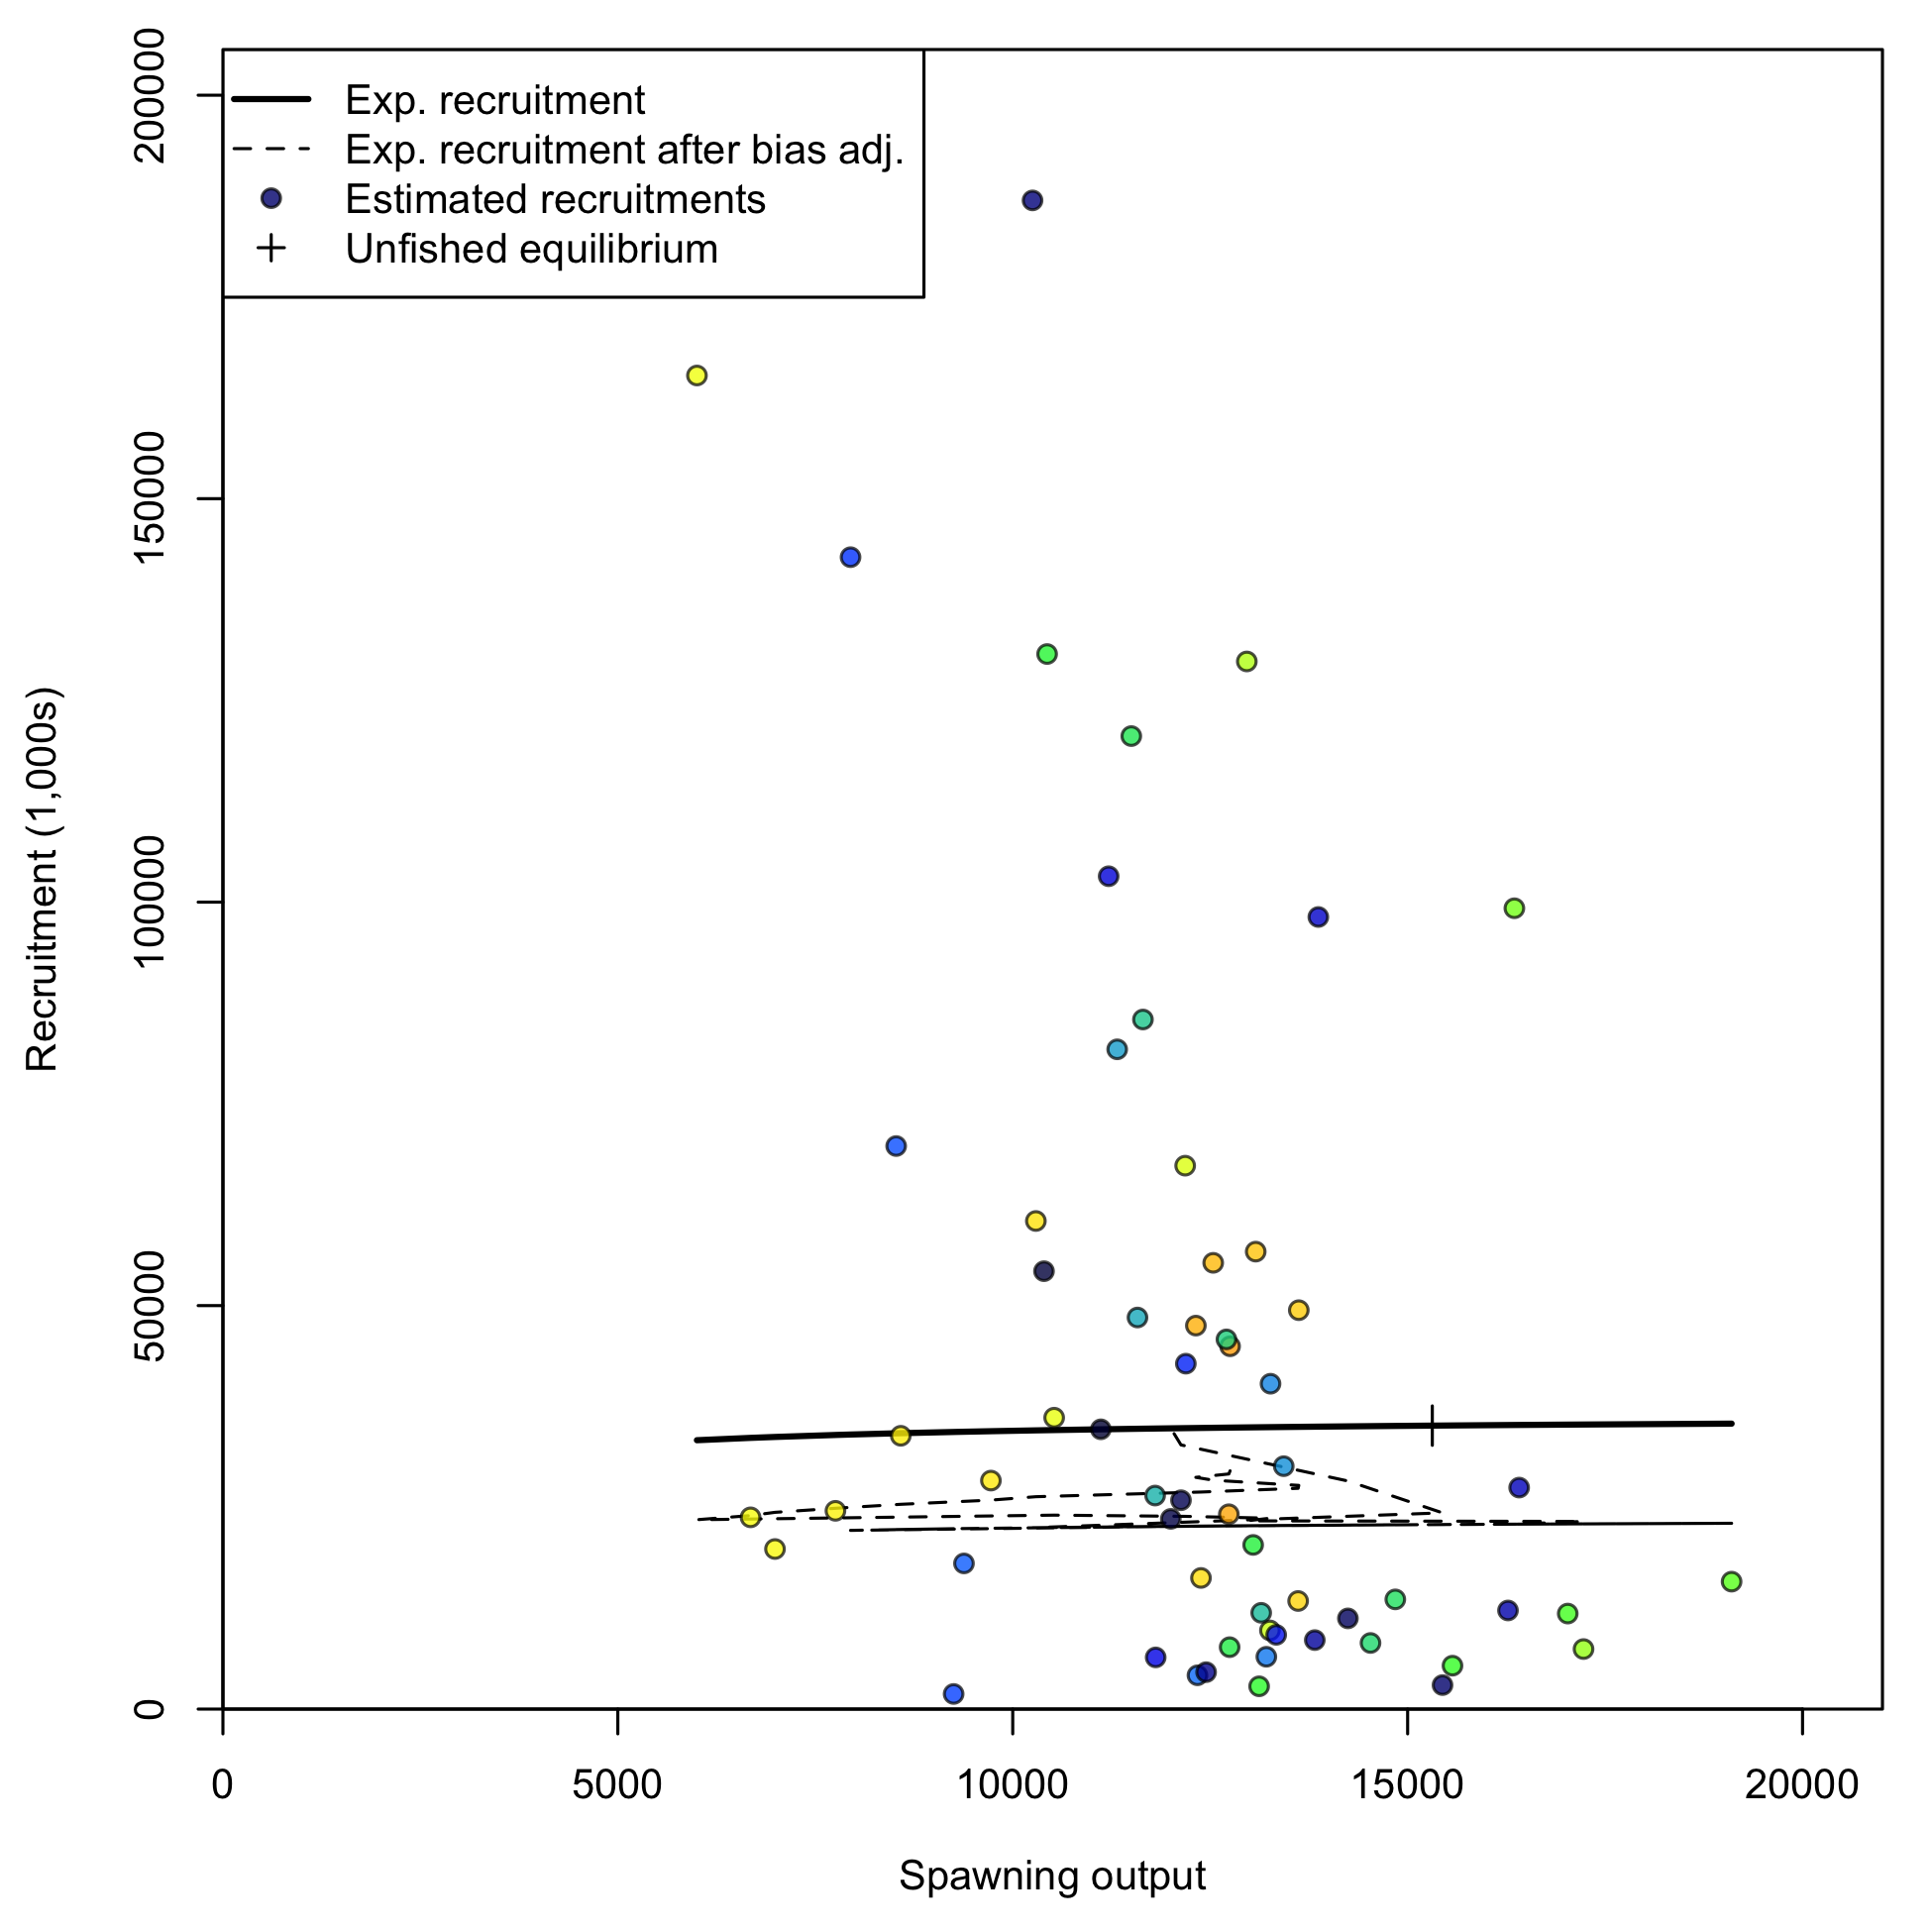 Exp. recruitment
Exp. recruitment after bias adj.
Estimated recruitments
Unfished equilibrium
Recruitment (1,000s)
200000
150000
100000
50000
0
0 5000 10000 15000 20000
Spawning output